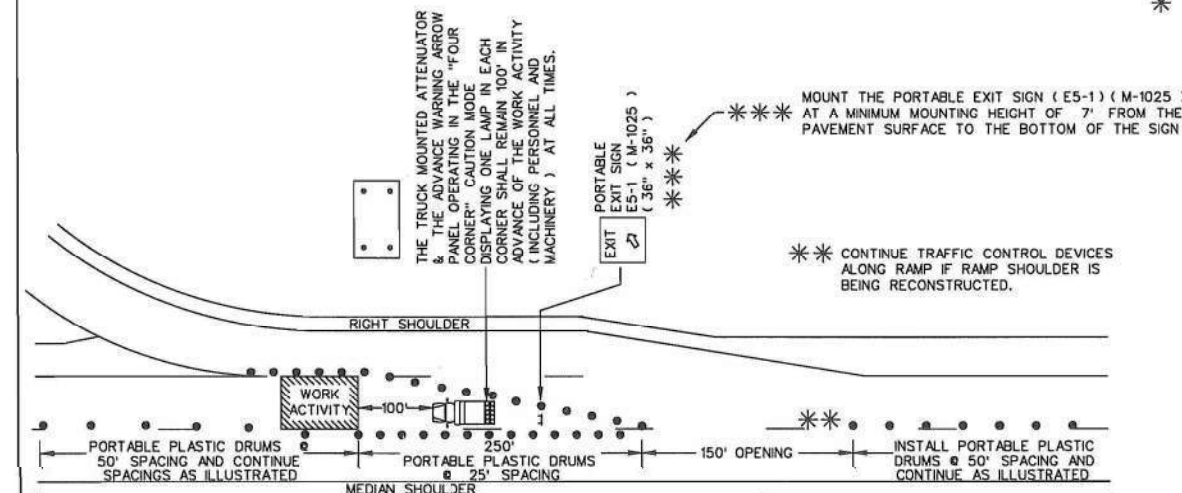 THE TRUCK MOUNTED ATTENUATOR
& THE ADVANCE WARNING ARROW
PANEL OPERATING IN THE "FOUR
CORNER" CAUTION MODE
DISPLAYING ONE LAMP IN EACH
CORNER SHALL REMAIN 100' IN
ADVANCE OF THE WORK ACTIVITY
( INCLUDING PERSONNEL AND
MACHINERY ) AT ALL TIMES.
PORTABLE
EXIT SIGN
E5-1 ( M-1025 )
( 36" x 36" )
***
EXIT
*
*** MOUNT THE PORTABLE EXIT SIGN ( E5-1 ) ( M-1025 )
AT A MINIMUM MOUNTING HEIGHT OF 7' FROM THE
PAVEMENT SURFACE TO THE BOTTOM OF THE SIGN
** CONTINUE TRAFFIC CONTROL DEVICES
ALONG RAMP IF RAMP SHOULDER IS
BEING RECONSTRUCTED.
RIGHT SHOULDER
WORK
ACTIVITY
100'
**
PORTABLE PLASTIC DRUMS @
50' SPACING AND CONTINUE
SPACINGS AS ILLUSTRATED
250'
PORTABLE PLASTIC DRUMS
@ 25' SPACING
150' OPENING
INSTALL PORTABLE PLASTIC
DRUMS @ 50' SPACING AND
CONTINUE AS ILLUSTRATED
MEDIAN SHOULDER